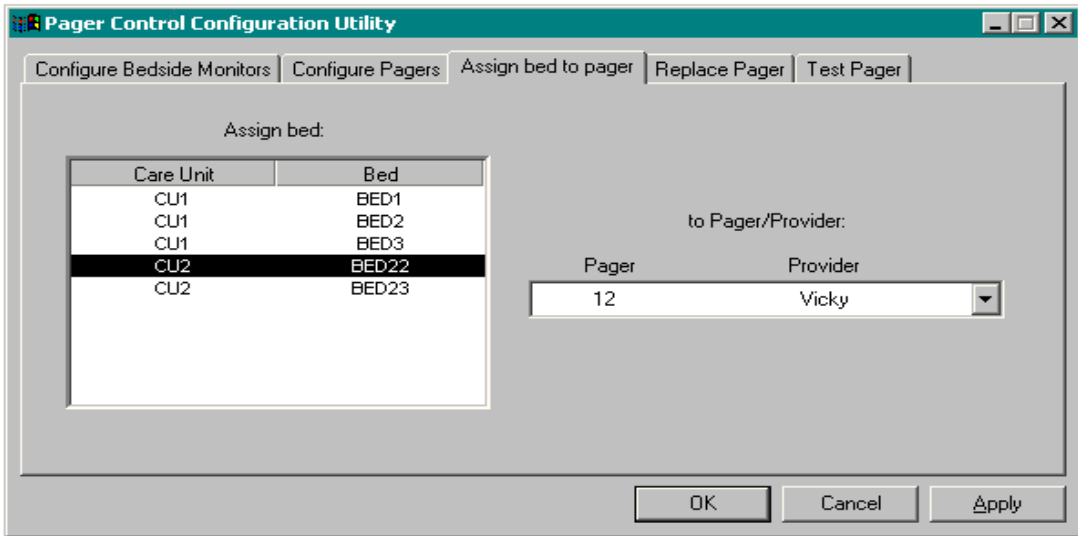 Pager Control Configuration Utility
Configure Bedside Monitors Configure Pagers Assign bed to pager Replace Pager Test Pager
Assign bed:
Care Unit Bed
CU1 BED1
CU1 BED2
CU1 BED3
CU2 BED22
CU2 BED23
to Pager/Provider:
Pager Provider
12 Vicky
OK Cancel Apply